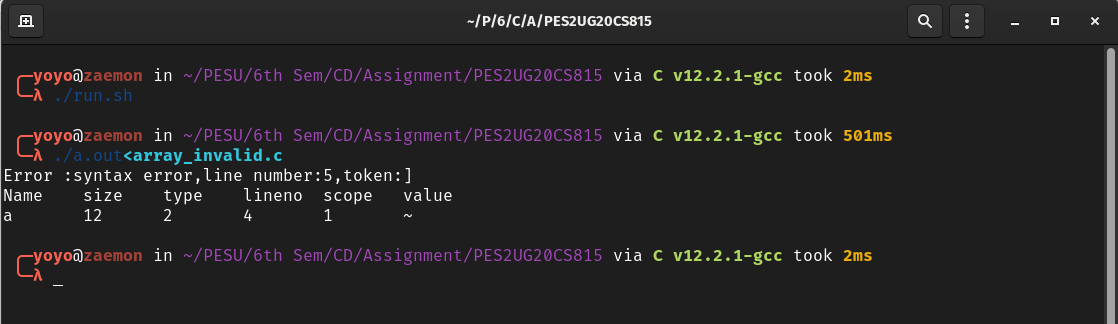 ~/P/6/C/A/PES2UG20CS815
yoyo@zaemon in ~/PESU/6th Sem/CD/Assignment/PES2UG20CS815 via C v12.2.1-gcc took 2ms
λ ./run.sh
yoyo@zaemon in ~/PESU/6th Sem/CD/Assignment/PES2UG20CS815 via C v12.2.1-gcc took 501ms
λ ./a.out<array_invalid.c
Error :syntax error,line number:5,token:]
Name    size    type    lineno  scope   value
a       12      2       4       1       ~
yoyo@zaemon in ~/PESU/6th Sem/CD/Assignment/PES2UG20CS815 via C v12.2.1-gcc took 2ms
λ _